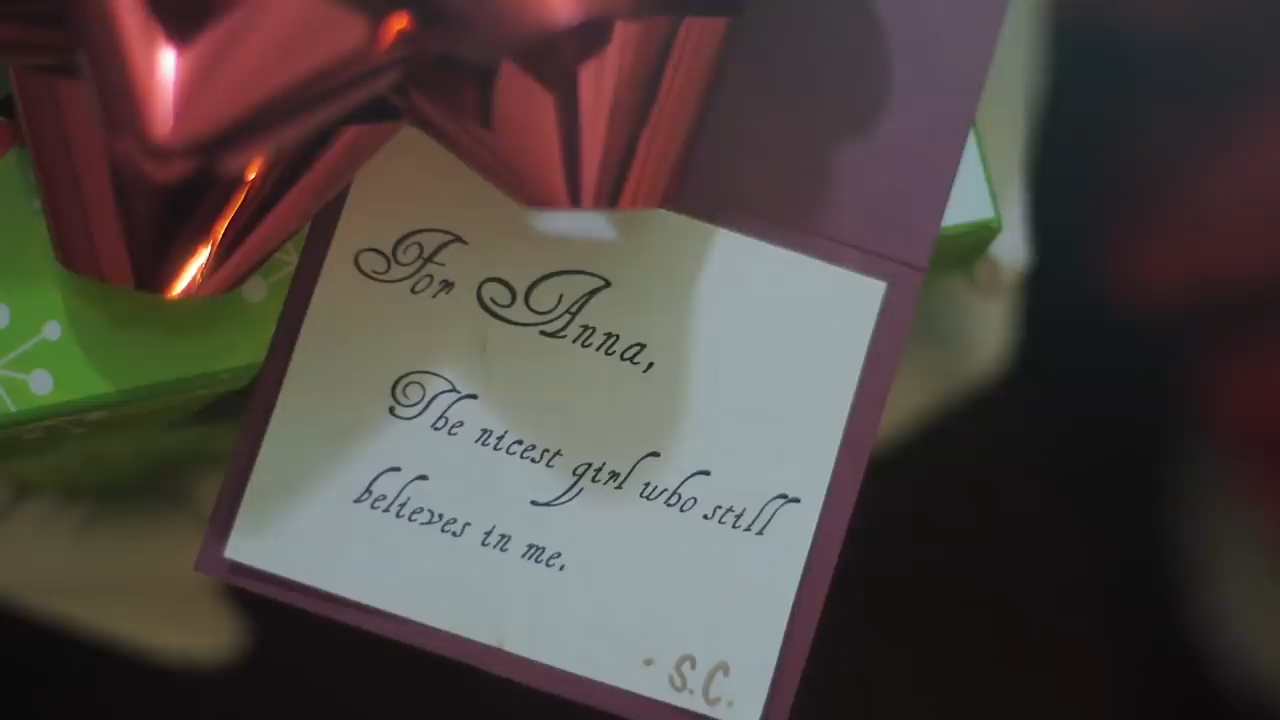 For Anna,
The nicest girl who still
believes in me.
- S.C.